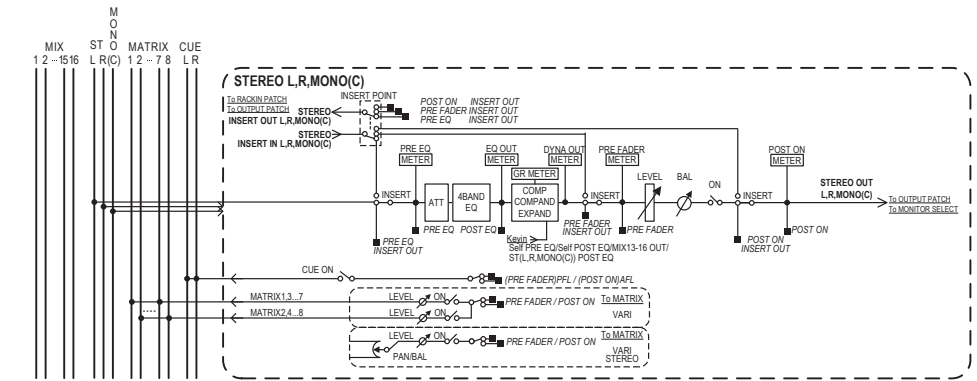 MONO
MIX
1 2 ··· 15 16
ST
L R (C)
MATRIX
1 2 ··· 7 8
CUE
L R
STEREO L,R,MONO(C)
To RACKIN PATCH
To OUTPUT PATCH
INSERT POINT
STEREO
INSERT OUT L,R,MONO(C)
POST ON INSERT OUT
PRE FADER INSERT OUT
PRE EQ INSERT OUT
STEREO
INSERT IN L,R,MONO(C)
PRE EQ
METER
EQ OUT
METER
DYNA OUT
METER
PRE FADER
METER
POST ON
METER
GR METER
LEVEL
BAL
ON
INSERT
ATT
4BAND
EQ
COMP
COMPAND
EXPAND
INSERT
INSERT
STEREO OUT
L,R,MONO(C)
To OUTPUT PATCH
To MONITOR SELECT
PRE EQ
POST EQ
PRE EQ
INSERT OUT
PRE FADER
INSERT OUT
PRE FADER
POST ON
INSERT OUT
POST ON
Keyin
Self PRE EQ/Self POST EQ/MIX13-16 OUT/
ST(L,R,MONO(C)) POST EQ
CUE ON
(PRE FADER)PFL / (POST ON)AFL
MATRIX1,3...7
LEVEL
ON
PRE FADER / POST ON
To MATRIX
MATRIX2,4...8
LEVEL
ON
VARI
LEVEL
ON
PRE FADER / POST ON
To MATRIX
PAN/BAL
VARI
STEREO